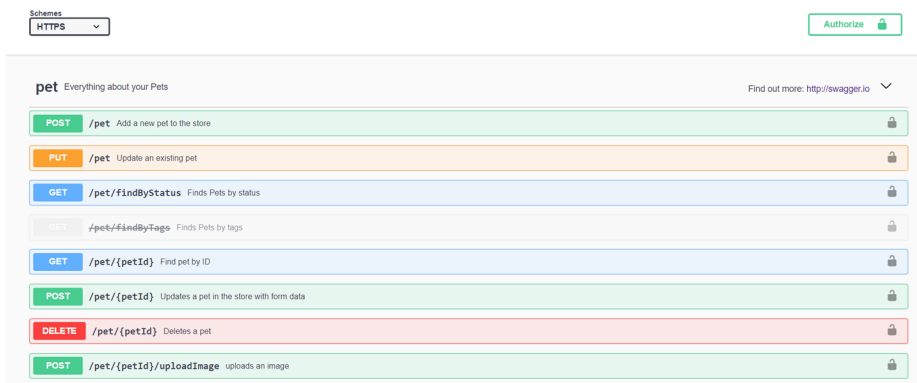 Schemes
HTTPS
Authorize
pet Everything about your Pets
Find out more: http://swagger.io
POST /pet Add a new pet to the store
PUT /pet Update an existing pet
GET /pet/findByStatus Finds Pets by status
GET /pet/findByTags Finds Pets by tags
GET /pet/{petId} Find pet by ID
POST /pet/{petId} Updates a pet in the store with form data
DELETE /pet/{petId} Deletes a pet
POST /pet/{petId}/uploadImage uploads an image